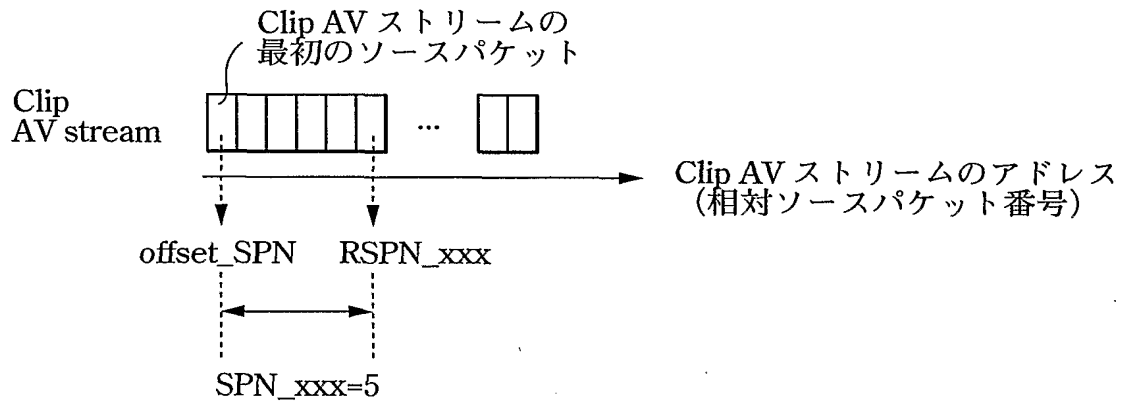 Clip AV ストリームの
最初のソースパケット
Clip
AV stream
...
Clip AV ストリームのアドレス
(相対ソースパケット番号)
offset_SPN RSPN_xxx
SPN_xxx=5